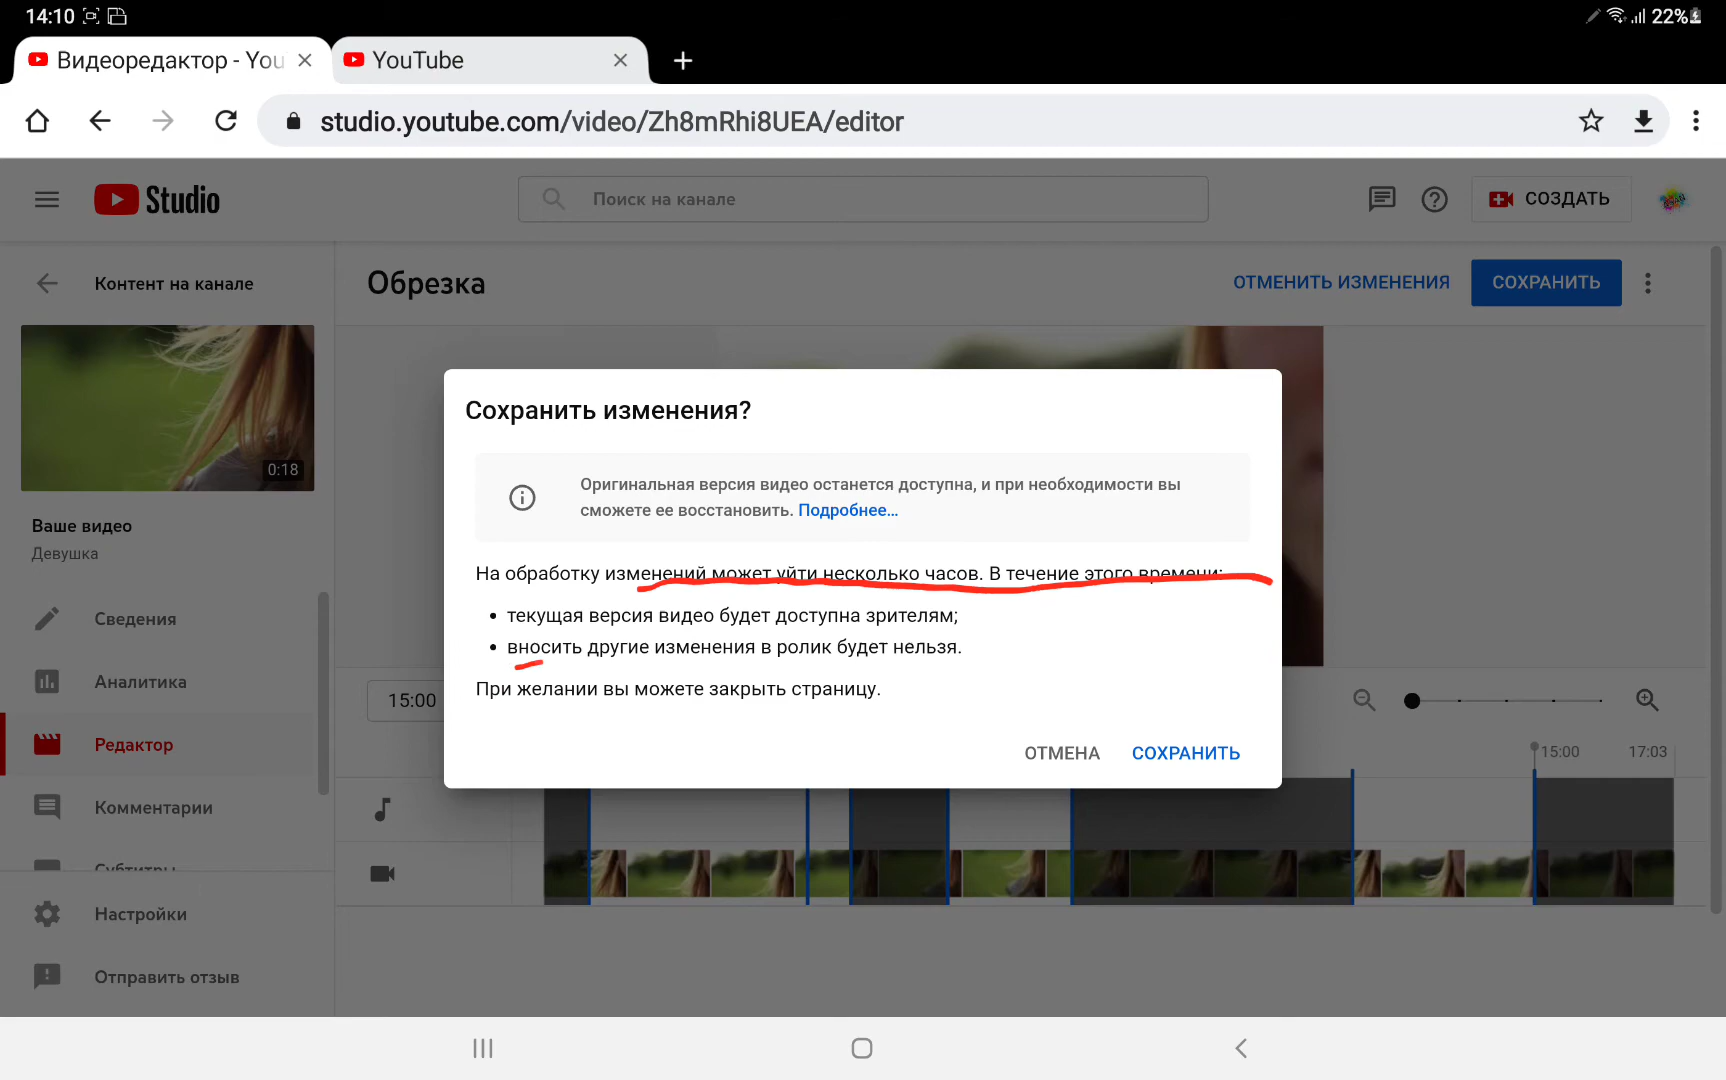 14:10
22%
Видеоредактор - You
YouTube
studio.youtube.com/video/Zh8mRhi8UEA/editor
Studio
Поиск на канале
СОЗДАТЬ
Контент на канале
Обрезка
ОТМЕНИТЬ ИЗМЕНЕНИЯ
СОХРАНИТЬ
0:18
Ваше видео
Девушка
Сведения
Аналитика
Редактор
Комментарии
Субтитры
Настройки
Отправить отзыв
Сохранить изменения?
Оригинальная версия видео останется доступна, и при необходимости вы
сможете ее восстановить. Подробнее…
На обработку изменений может уйти несколько часов. В течение этого времени:
• текущая версия видео будет доступна зрителям;
• вносить другие изменения в ролик будет нельзя.
При желании вы можете закрыть страницу.
ОТМЕНА
СОХРАНИТЬ
15:00
15:00
17:03